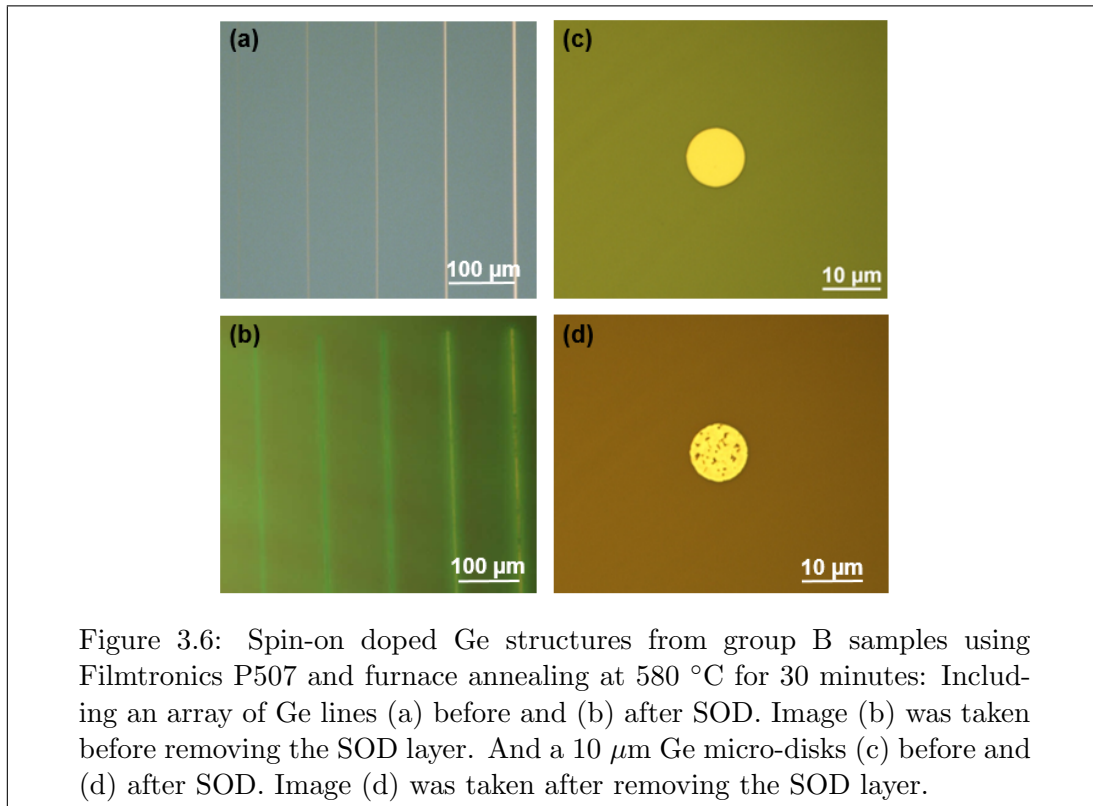 (a)
100 µm
(c)
10 µm
(b)
100 µm
(d)
10 µm
Figure 3.6: Spin-on doped Ge structures from group B samples using
Filmtronics P507 and furnace annealing at 580 °C for 30 minutes: Includ-
ing an array of Ge lines (a) before and (b) after SOD. Image (b) was taken
before removing the SOD layer. And a 10 µm Ge micro-disks (c) before and
(d) after SOD. Image (d) was taken after removing the SOD layer.